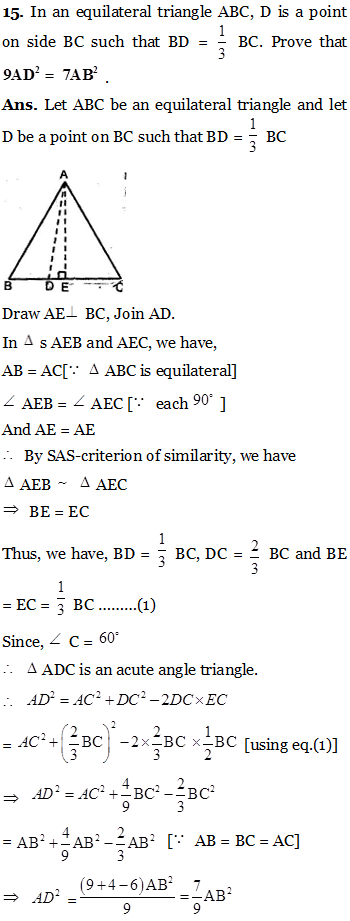 15. In an equilateral triangle ABC, D is a point
on side BC such that BD = 1/3 BC. Prove that
9AD² = 7AB² .
Ans. Let ABC be an equilateral triangle and let
D be a point on BC such that BD = 1/3 BC
A
B D E C
Draw AE⊥ BC, Join AD.
In Δ s AEB and AEC, we have,
AB = AC[∵ Δ ABC is equilateral]
∠ AEB = ∠ AEC [∵ each 90° ]
And AE = AE
∴ By SAS-criterion of similarity, we have
Δ AEB ~ Δ AEC
⇒ BE = EC
Thus, we have, BD = 1/3 BC, DC = 2/3 BC and BE
= EC = 1/3 BC .........(1)
Since, ∠ C = 60°
∴ Δ ADC is an acute angle triangle.
∴ AD² = AC² + DC² − 2DC × EC
= AC² + (2/3 BC)² − 2 × 2/3 BC × 1/2 BC [using eq.(1)]
⇒ AD² = AC² + 4/9 BC² − 2/3 BC²
= AB² + 4/9 AB² − 2/3 AB² [∵ AB = BC = AC]
⇒ AD² = (9+4−6)AB²/9 = 7/9 AB²